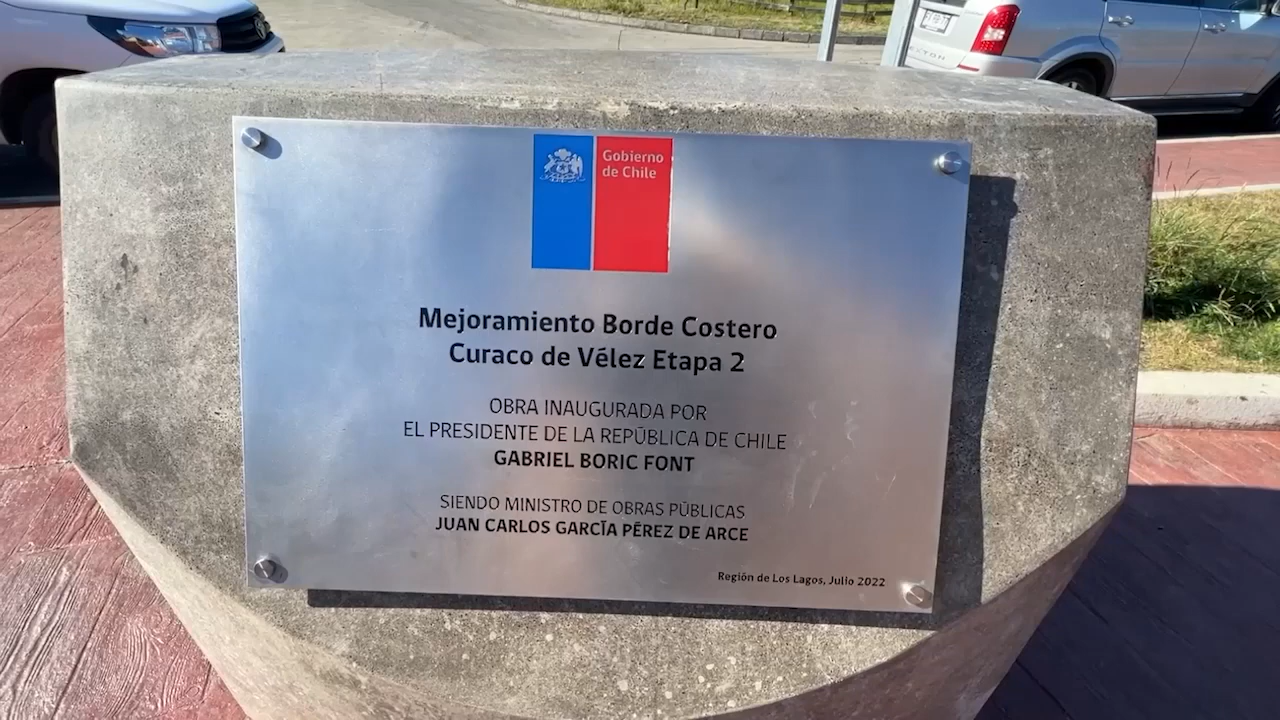 Gobierno
de Chile
Mejoramiento Borde Costero
Curaco de Vélez Etapa 2
OBRA INAUGURADA POR
EL PRESIDENTE DE LA REPÚBLICA DE CHILE
GABRIEL BORIC FONT
SIENDO MINISTRO DE OBRAS PÚBLICAS
JUAN CARLOS GARCÍA PÉREZ DE ARCE
Región de Los Lagos, Julio 2022